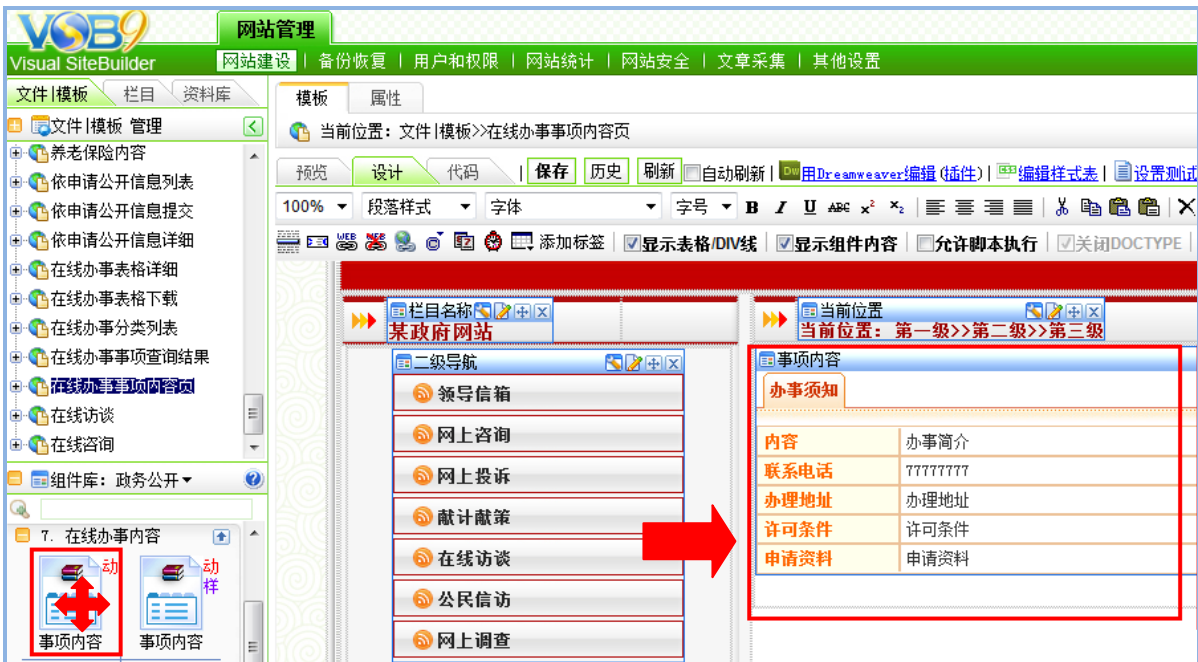 VSB9
Visual SiteBuilder
网站管理
网站建设 | 备份恢复 | 用户和权限 | 网站统计 | 网站安全 | 文章采集 | 其他设置
文件|模板 栏目 资料库
文件|模板 管理
养老保险内容
依申请公开信息列表
依申请公开信息提交
依申请公开信息详细
在线办事表格详细
在线办事表格下载
在线办事分类列表
在线办事事项查询结果
在线办事事项内容页
在线访谈
在线咨询
组件库：政务公开
7. 在线办事内容
动
动
样
事项内容 事项内容
模板 属性
当前位置：文件|模板>>在线办事事项内容页
预览 设计 代码 | 保存 历史 刷新 自动刷新 | Dw 用Dreamweaver编辑(插件) | 编辑样式表 | 设置测试
100% 段落样式 字体 字号 B I U ABC x² x₂
添加标签 显示表格/DIV线 显示组件内容 允许脚本执行 关闭DOCTYPE
栏目名称
某政府网站
二级导航
领导信箱
网上咨询
网上投诉
献计献策
在线访谈
公民信访
网上调查
当前位置
当前位置：第一级>>第二级>>第三级
事项内容
办事须知
内容 办事简介
联系电话 77777777
办理地址 办理地址
许可条件 许可条件
申请资料 申请资料